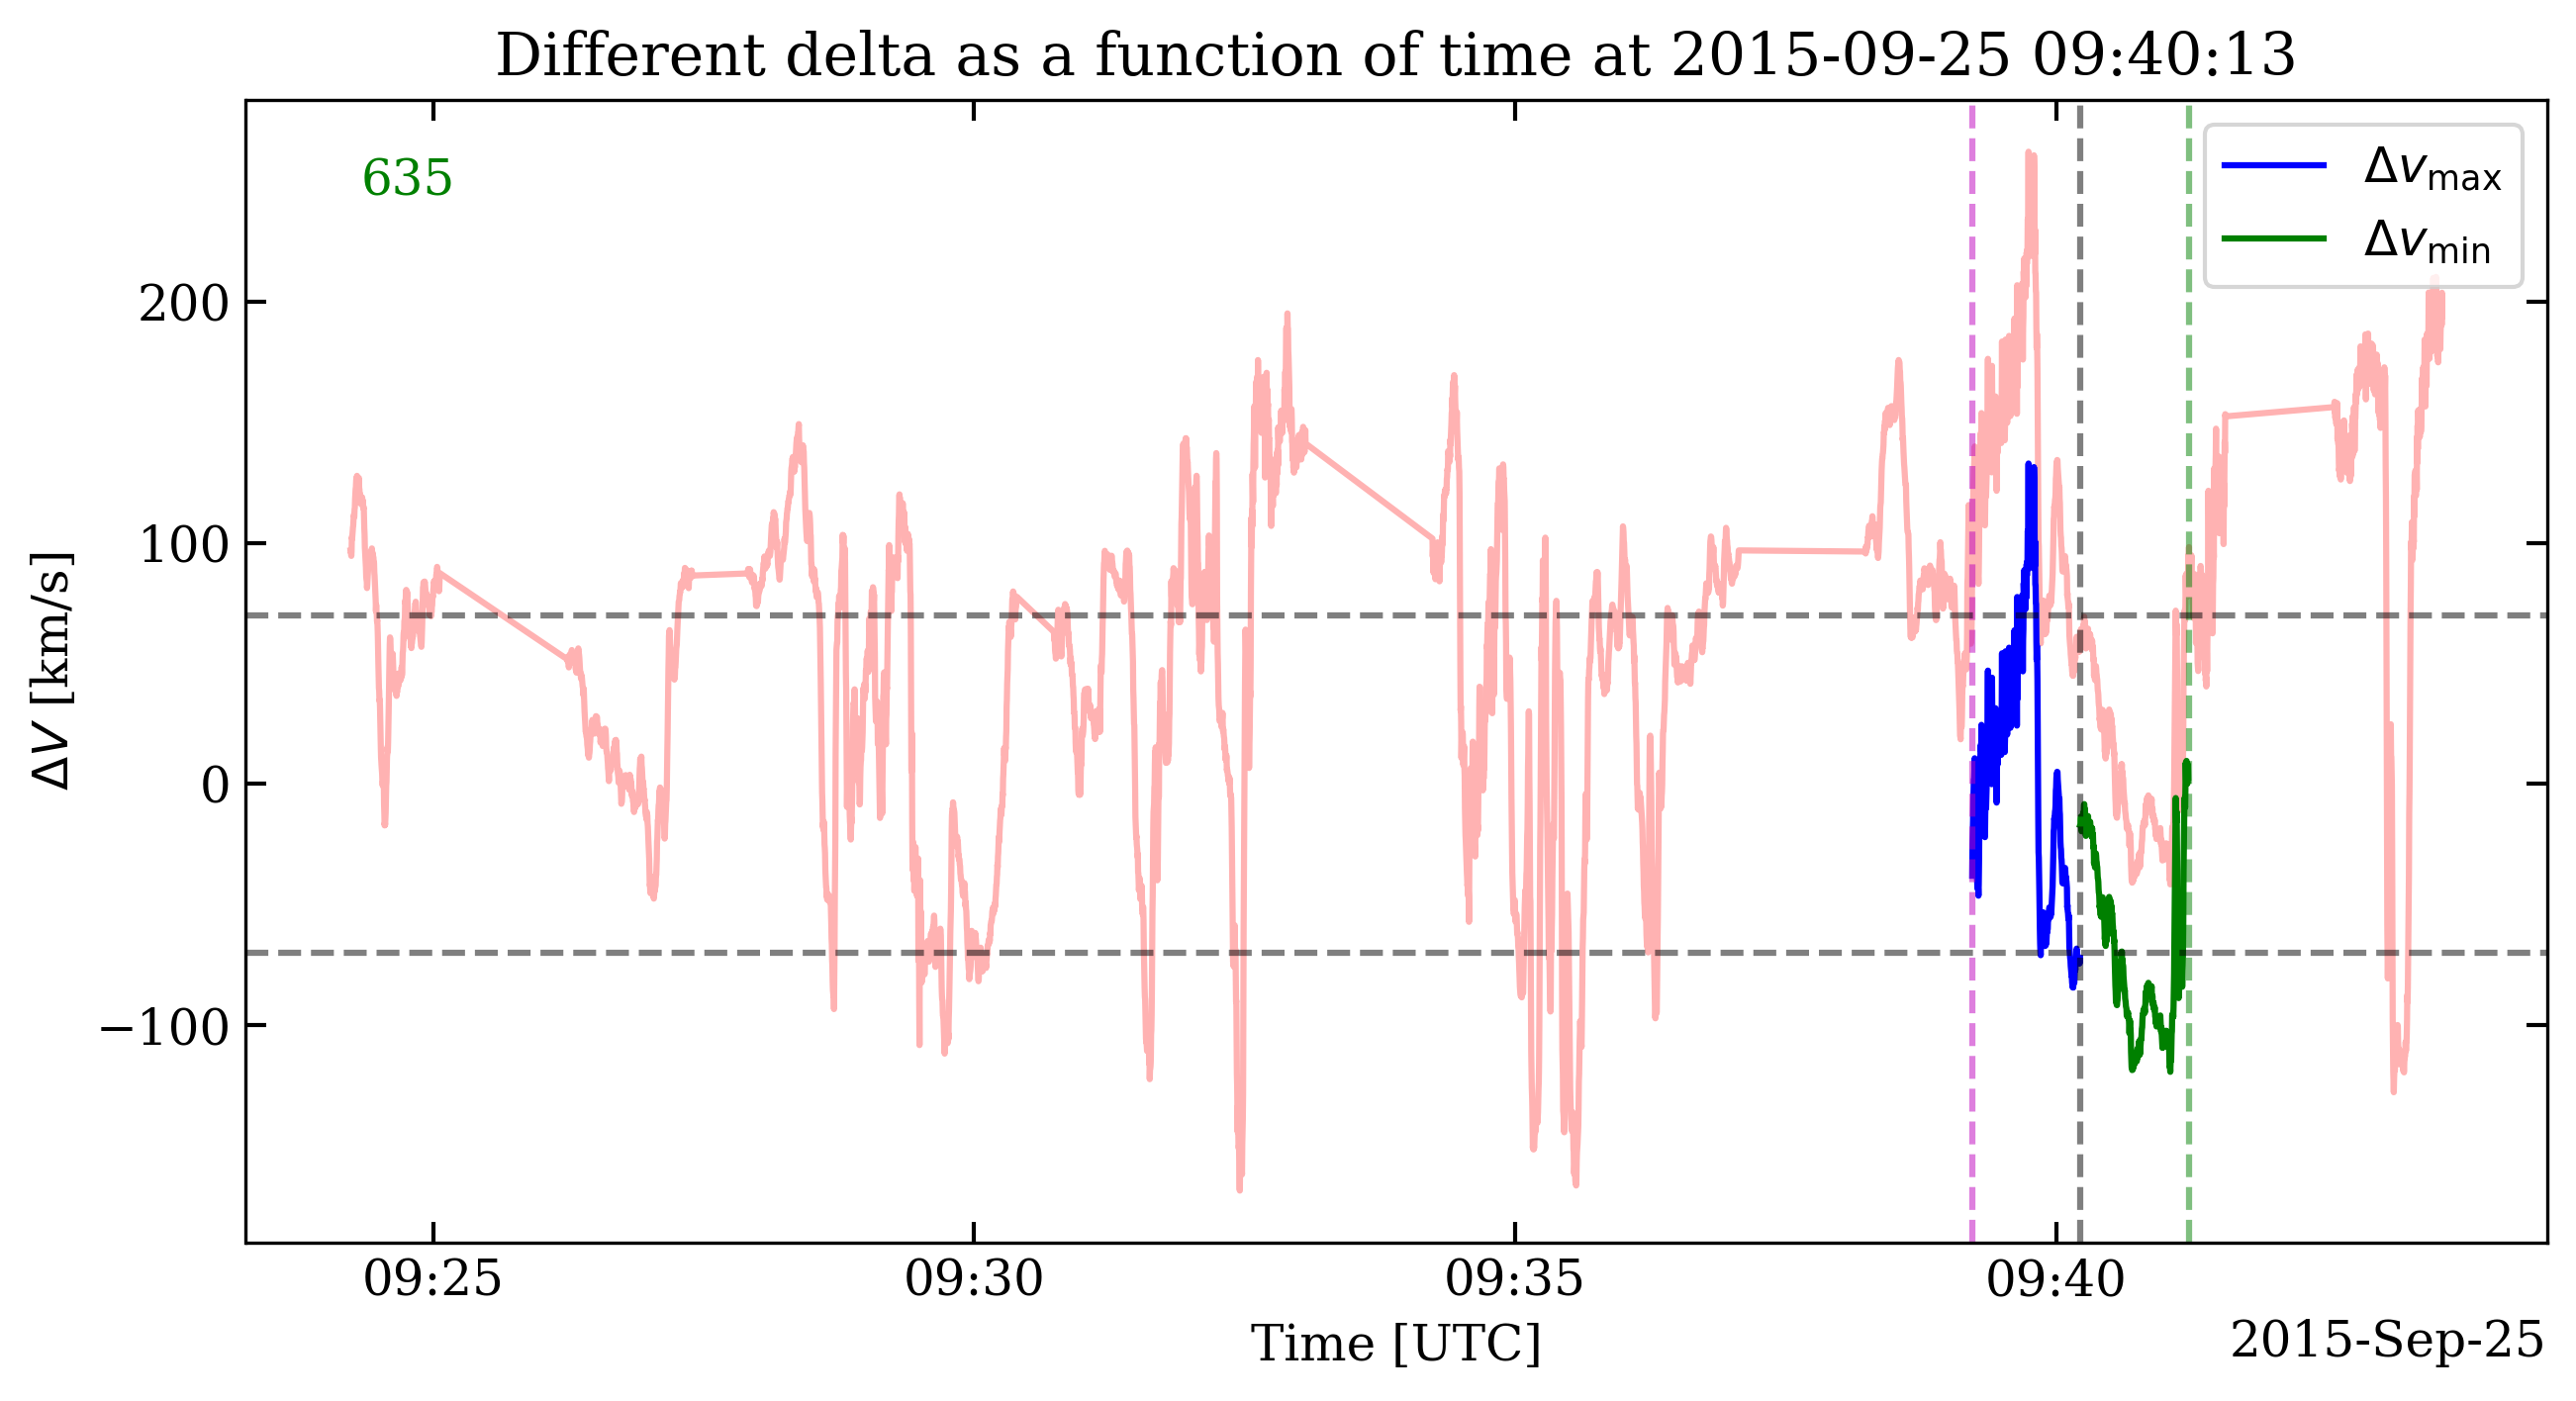 Different delta as a function of time at 2015-09-25 09:40:13
635
Δvmax
Δvmin
200
100
0
−100
ΔV [km/s]
09:25
09:30
09:35
09:40
Time [UTC]
2015-Sep-25